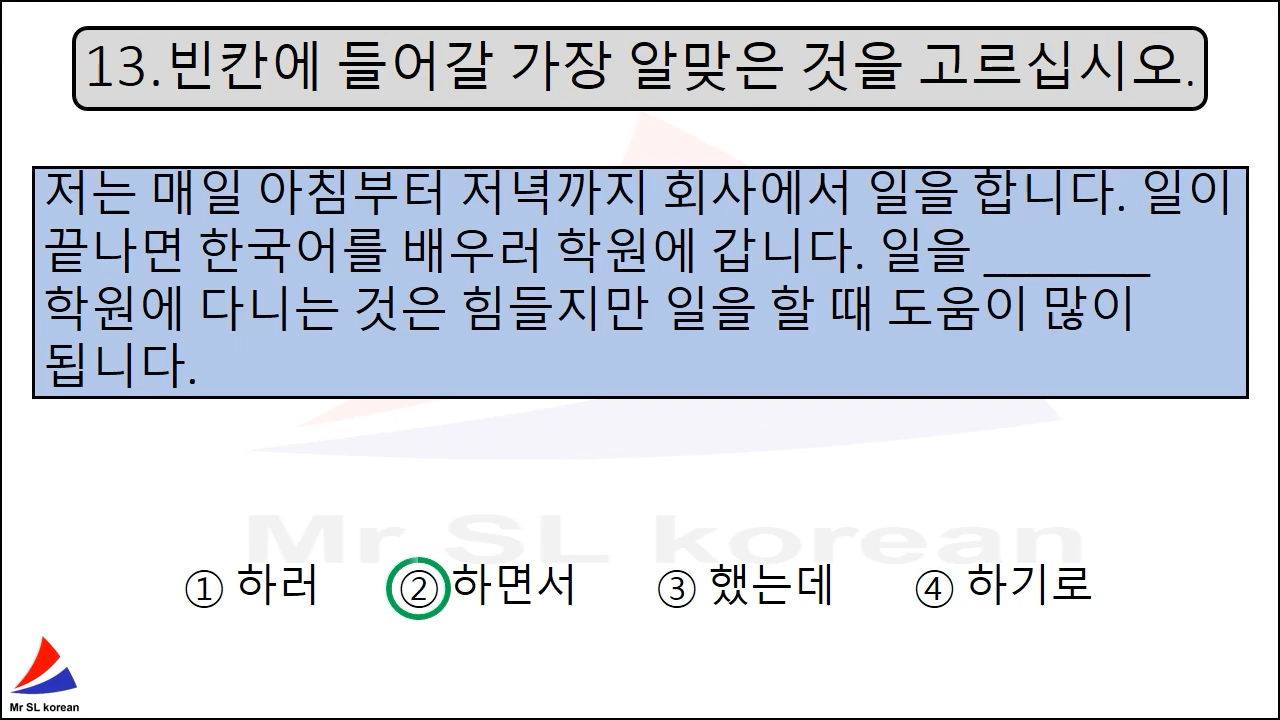 13.빈칸에 들어갈 가장 알맞은 것을 고르십시오.
저는 매일 아침부터 저녁까지 회사에서 일을 합니다. 일이
끝나면 한국어를 배우러 학원에 갑니다. 일을 ________
학원에 다니는 것은 힘들지만 일을 할 때 도움이 많이
됩니다.
Mr SL korean
① 하러 ② 하면서 ③ 했는데 ④ 하기로
Mr SL korean